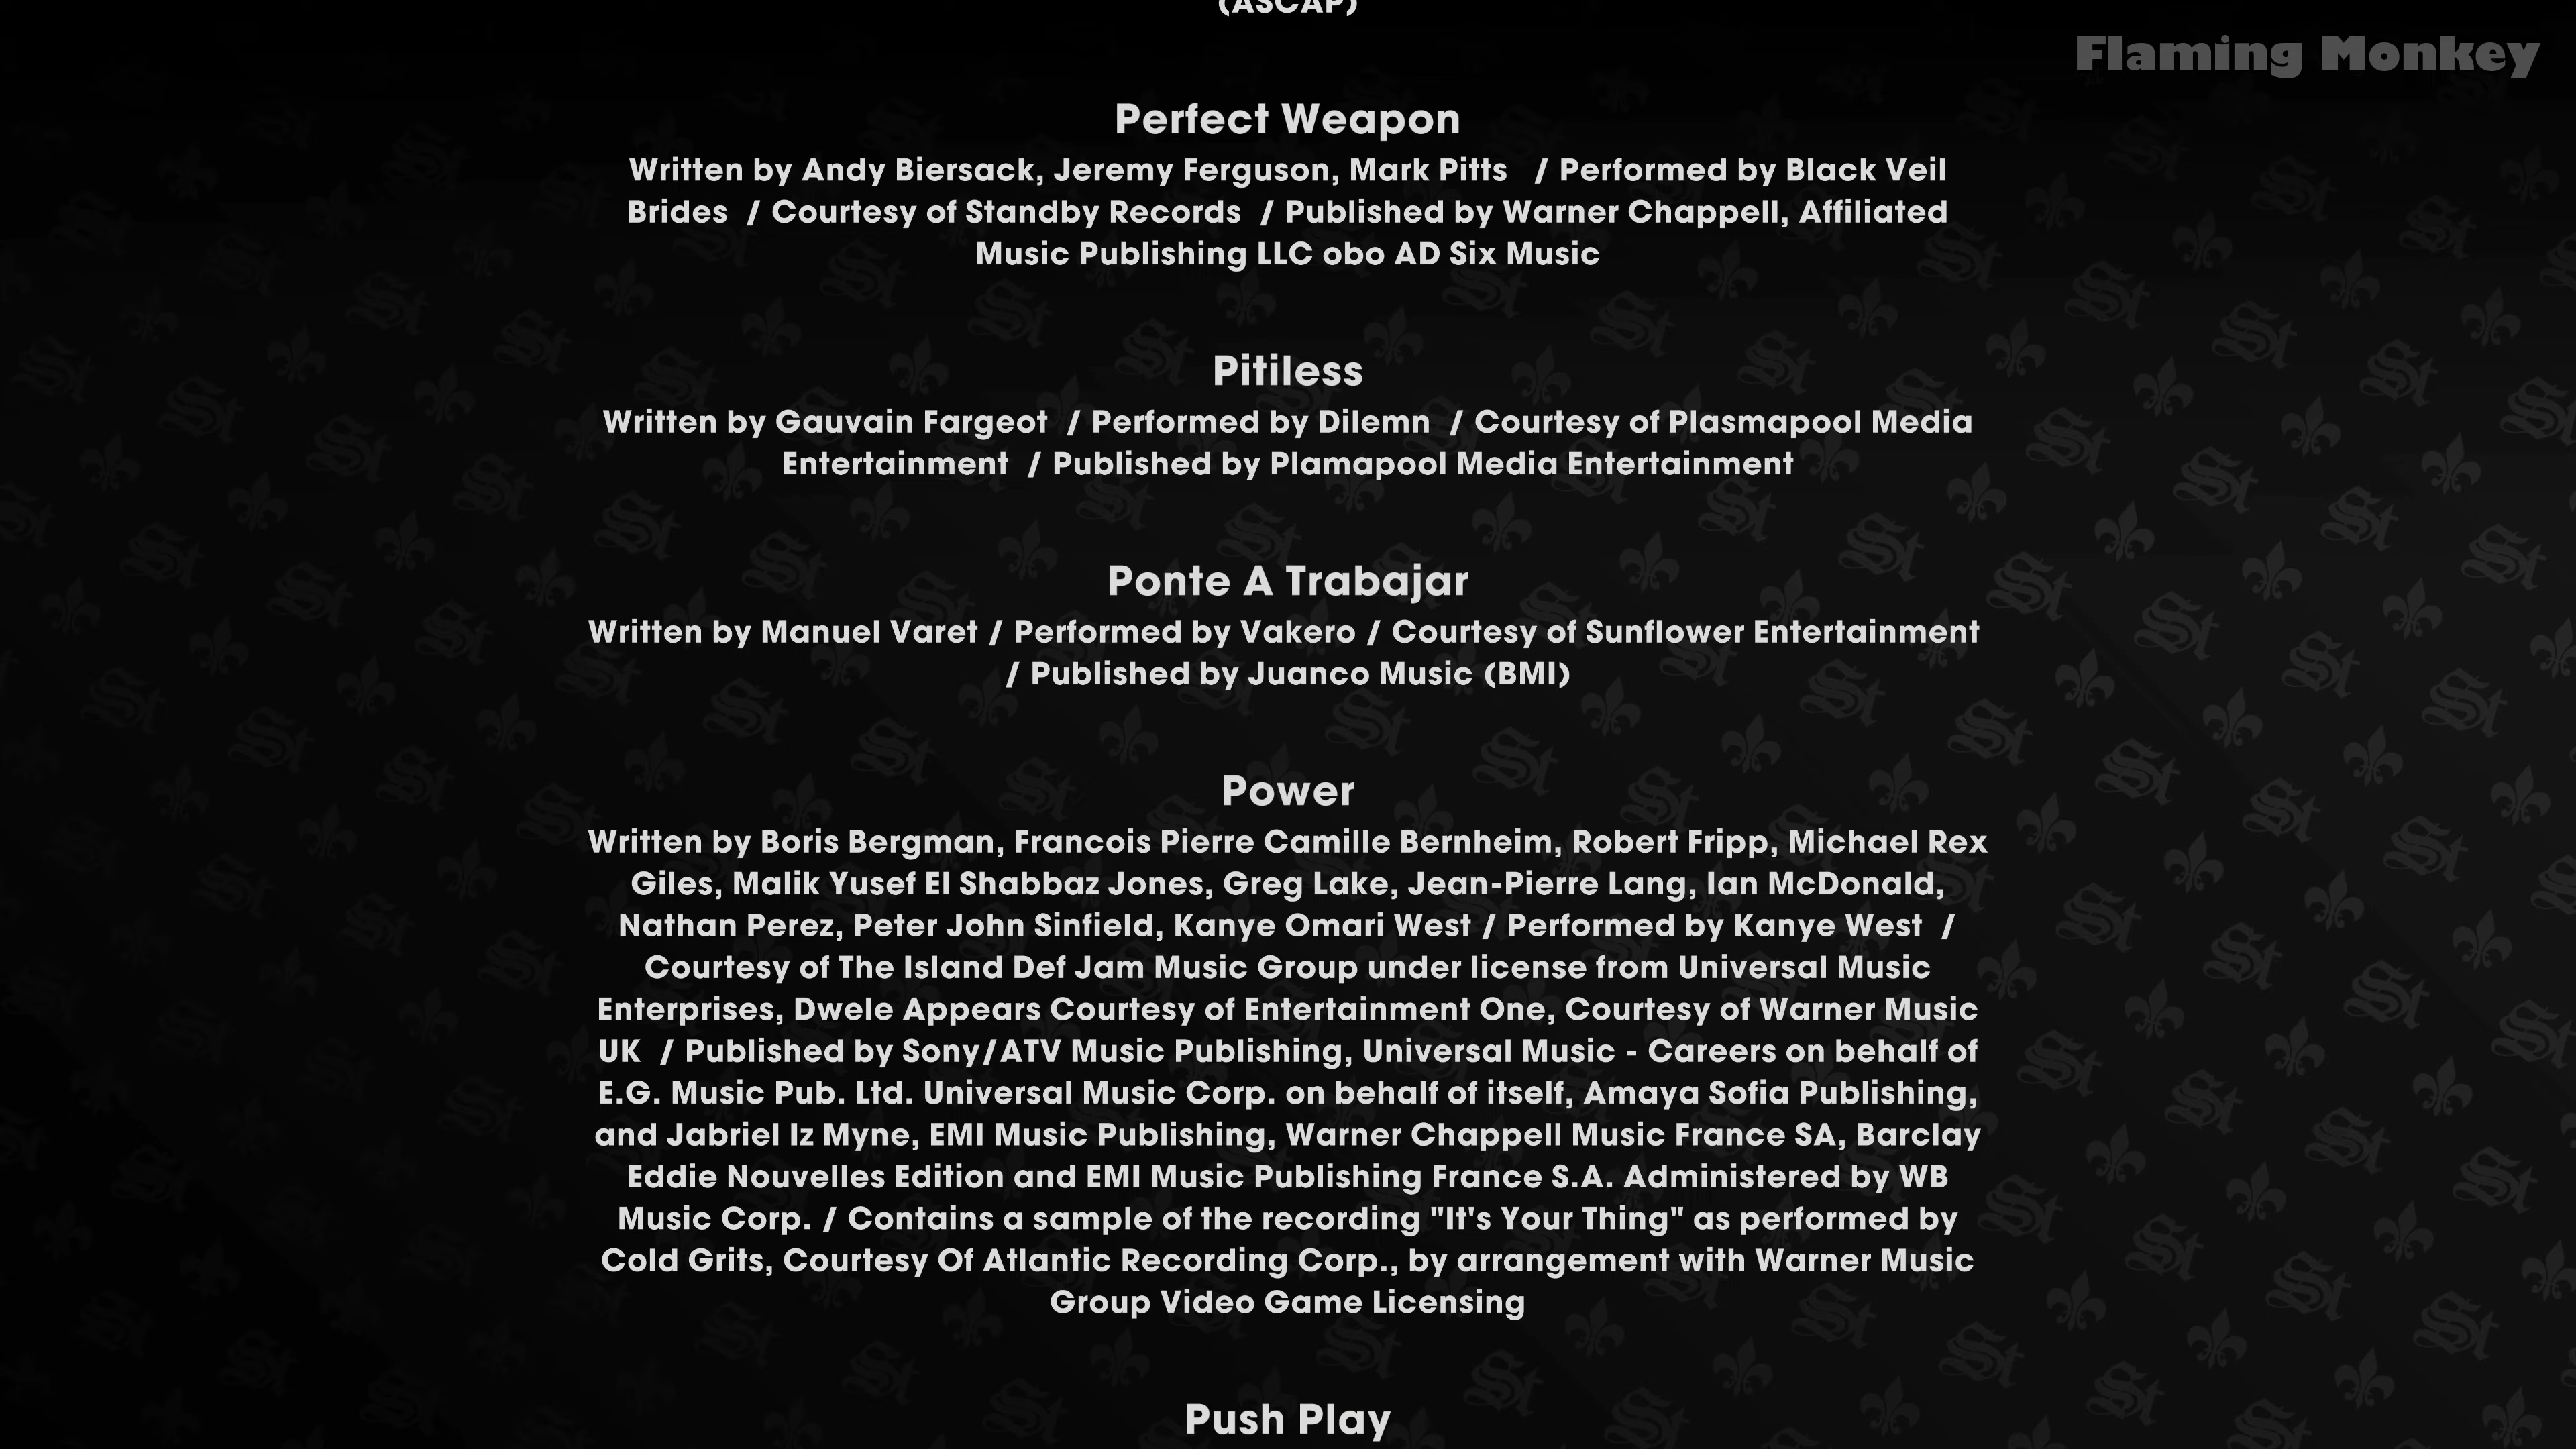 (ASCAP)
Flaming Monkey
Perfect Weapon
Written by Andy Biersack, Jeremy Ferguson, Mark Pitts / Performed by Black Veil
Brides / Courtesy of Standby Records / Published by Warner Chappell, Affiliated
Music Publishing LLC obo AD Six Music
Pitiless
Written by Gauvain Fargeot / Performed by Dilemn / Courtesy of Plasmapool Media
Entertainment / Published by Plamapool Media Entertainment
Ponte A Trabajar
Written by Manuel Varet / Performed by Vakero / Courtesy of Sunflower Entertainment
/ Published by Juanco Music (BMI)
Power
Written by Boris Bergman, Francois Pierre Camille Bernheim, Robert Fripp, Michael Rex
Giles, Malik Yusef El Shabbaz Jones, Greg Lake, Jean-Pierre Lang, Ian McDonald,
Nathan Perez, Peter John Sinfield, Kanye Omari West / Performed by Kanye West /
Courtesy of The Island Def Jam Music Group under license from Universal Music
Enterprises, Dwele Appears Courtesy of Entertainment One, Courtesy of Warner Music
UK / Published by Sony/ATV Music Publishing, Universal Music - Careers on behalf of
E.G. Music Pub. Ltd. Universal Music Corp. on behalf of itself, Amaya Sofia Publishing,
and Jabriel Iz Myne, EMI Music Publishing, Warner Chappell Music France SA, Barclay
Eddie Nouvelles Edition and EMI Music Publishing France S.A. Administered by WB
Music Corp. / Contains a sample of the recording "It's Your Thing" as performed by
Cold Grits, Courtesy Of Atlantic Recording Corp., by arrangement with Warner Music
Group Video Game Licensing
Push Play